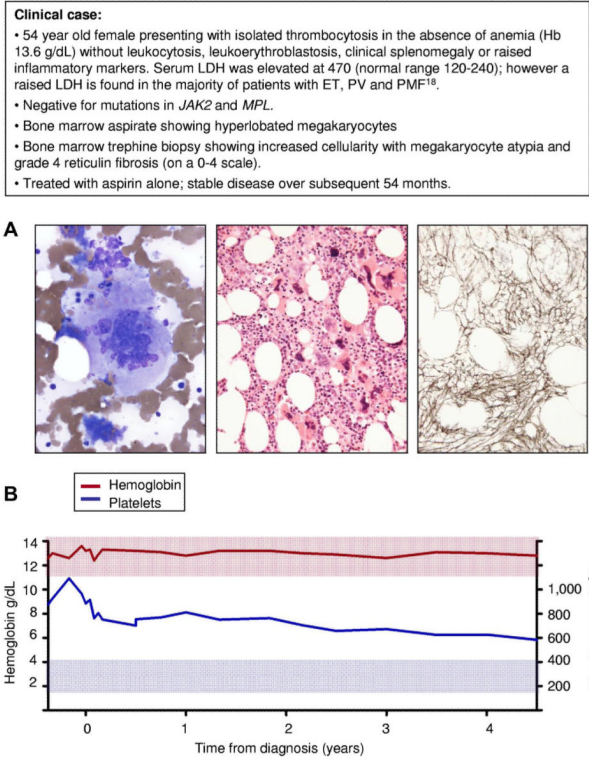 Clinical case:
• 54 year old female presenting with isolated thrombocytosis in the absence of anemia (Hb
13.6 g/dL) without leukocytosis, leukoerythroblastosis, clinical splenomegaly or raised
inflammatory markers. Serum LDH was elevated at 470 (normal range 120-240); however a
raised LDH is found in the majority of patients with ET, PV and PMF18.
• Negative for mutations in JAK2 and MPL.
• Bone marrow aspirate showing hyperlobated megakaryocytes
• Bone marrow trephine biopsy showing increased cellularity with megakaryocyte atypia and
grade 4 reticulin fibrosis (on a 0-4 scale).
• Treated with aspirin alone; stable disease over subsequent 54 months.
A
B
Hemoglobin
Platelets
Hemoglobin g/dL
14
12
10
8
6
4
2
1,000
800
600
400
200
0 1 2 3 4
Time from diagnosis (years)